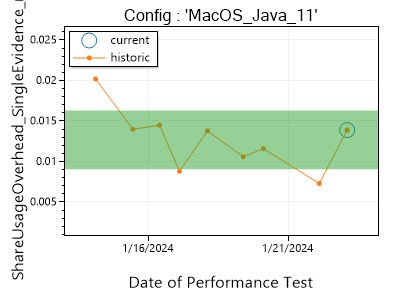 Config : 'MacOS_Java_11'
current
historic
0.025
0.02
0.015
0.01
0.005
1/16/2024
1/21/2024
Date of Performance Test